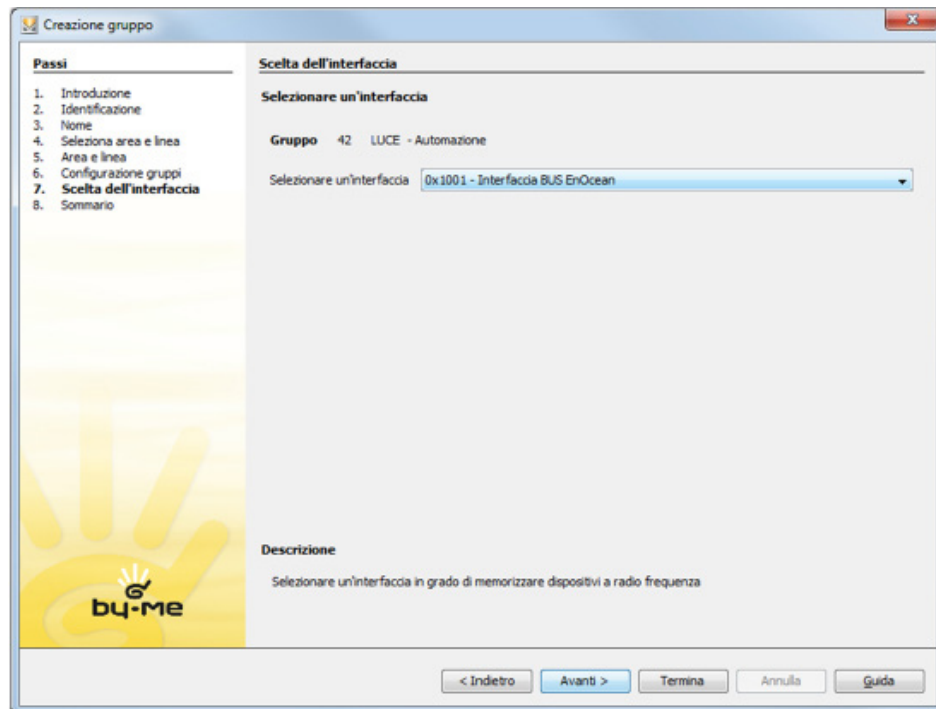 Creazione gruppo
Passi
1. Introduzione
2. Identificazione
3. Nome
4. Seleziona area e linea
5. Area e linea
6. Configurazione gruppi
7. Scelta dell'interfaccia
8. Sommario
by-me
Scelta dell'interfaccia
Selezionare un'interfaccia
Gruppo 42 LUCE - Automazione
Selezionare un'interfaccia 0x1001 - Interfaccia BUS EnOcean
Descrizione
Selezionare un'interfaccia in grado di memorizzare dispositivi a radio frequenza
< Indietro Avanti > Termina Annulla Guida